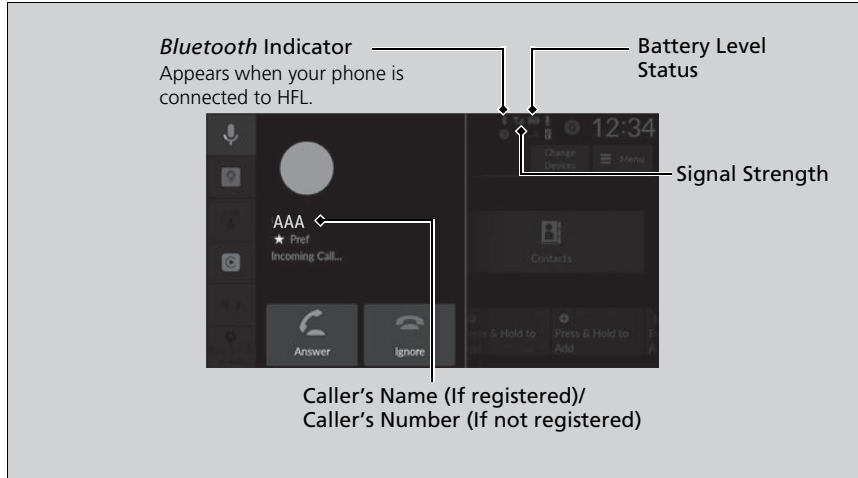 Bluetooth Indicator
Appears when your phone is
connected to HFL.
Battery Level
Status
12:34
Change
Devices
Menu
Signal Strength
AAA
★ Pref
Incoming Call...
Contacts
Answer
Ignore
& Hold to
Press & Hold to
Add
Caller's Name (If registered)/
Caller's Number (If not registered)